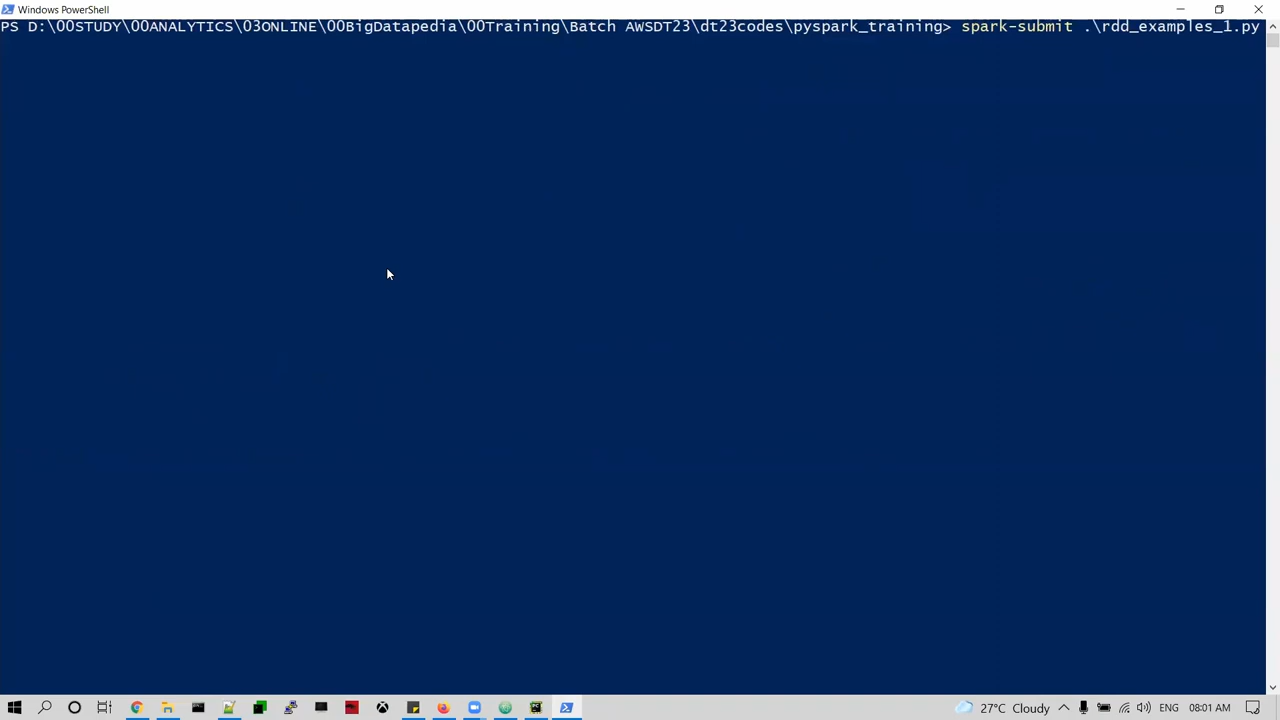 Windows PowerShell
PS D:\00STUDY\00ANALYTICS\03ONLINE\00BigDatapedia\00Training\Batch AWSDT23\dt23codes\pyspark_training> spark-submit .\rdd_examples_1.py
27°C Cloudy ENG 08:01 AM